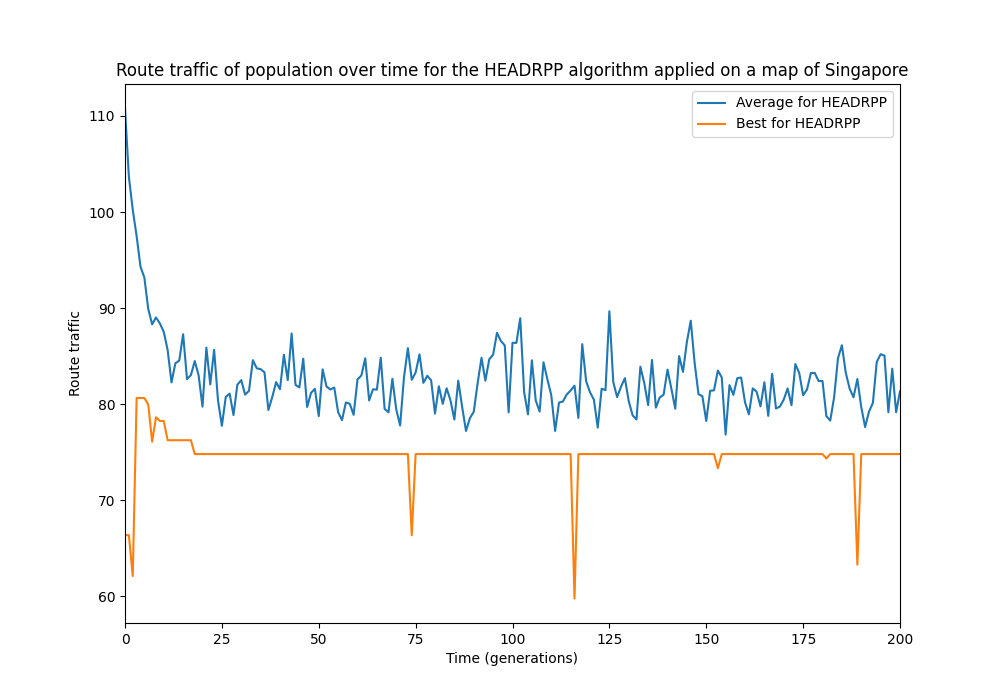 Route traffic of population over time for the HEADRPP algorithm applied on a map of Singapore
Average for HEADRPP
Best for HEADRPP
110
100
90
80
70
60
Route traffic
0 25 50 75 100 125 150 175 200
Time (generations)